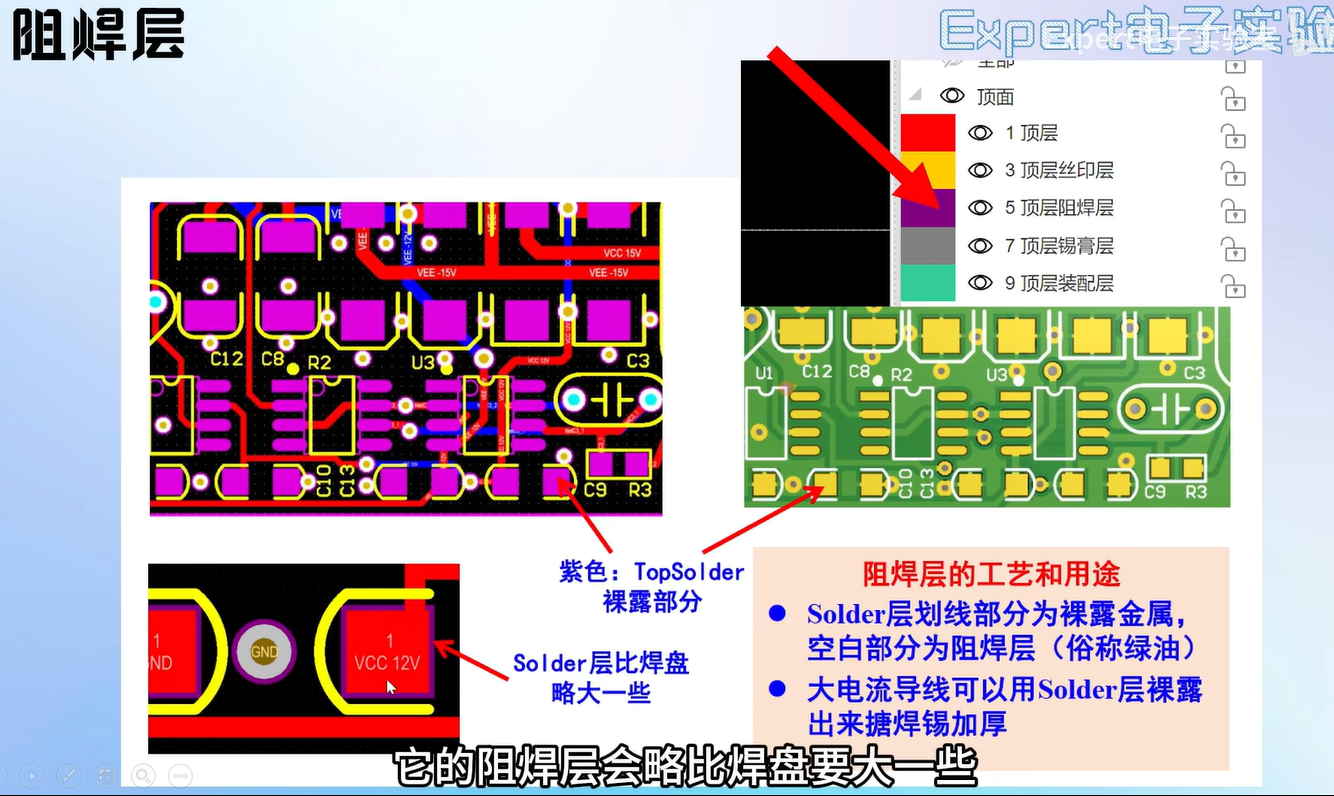 阻焊层
Expert电子实验
全部
顶面
1 顶层
3 顶层丝印层
5 顶层阻焊层
7 顶层锡膏层
9 顶层装配层
VEE -12V
VEE -15V
VEE -15V
VCC 15V
C12
C8
R2
U3
C3
VCC 12V
C10
C13
C9
R3
U1
C12
C8
R2
U3
C3
C10
C13
C9
R3
紫色：TopSolder
裸露部分
1
GND
1
VCC 12V
Solder层比焊盘
略大一些
阻焊层的工艺和用途
Solder层划线部分为裸露金属，
空白部分为阻焊层（俗称绿油）
大电流导线可以用Solder层裸露
出来搪焊锡加厚
它的阻焊层会略比焊盘要大一些